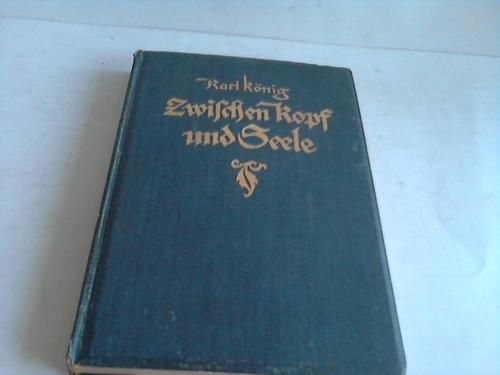 Karl König
Zwischen Kopf
und Seele